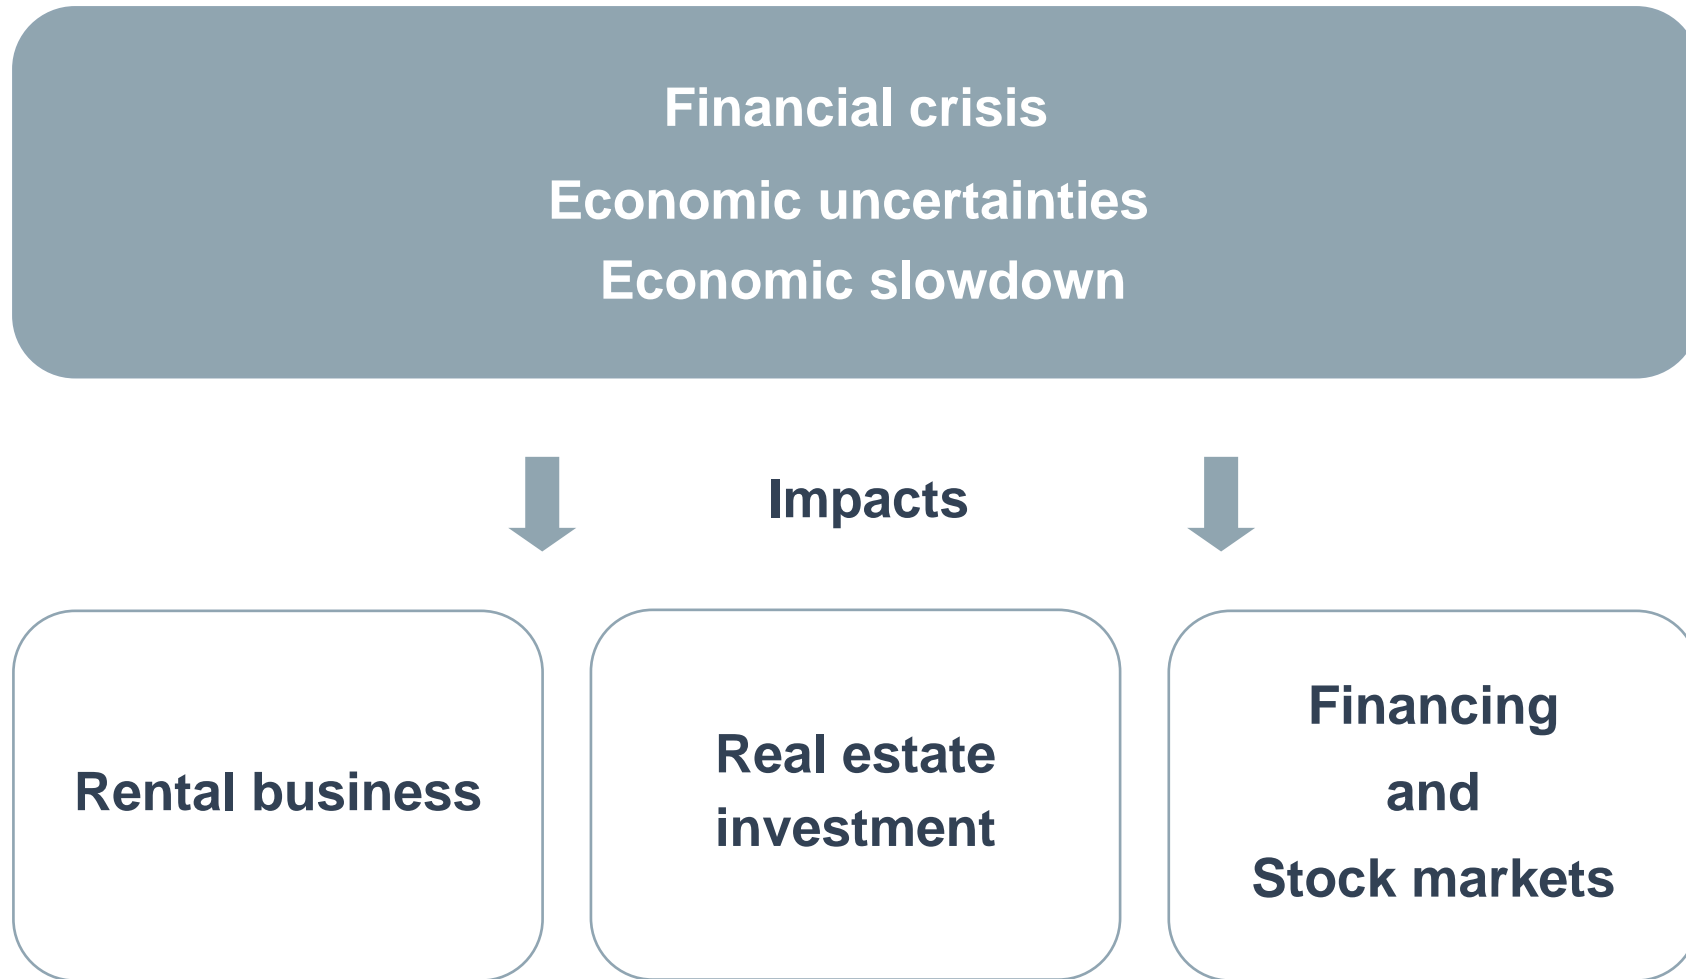 Financial crisis
Economic uncertainties
Economic slowdown
Impacts
Rental business
Real estate
investment
Financing
and
Stock markets